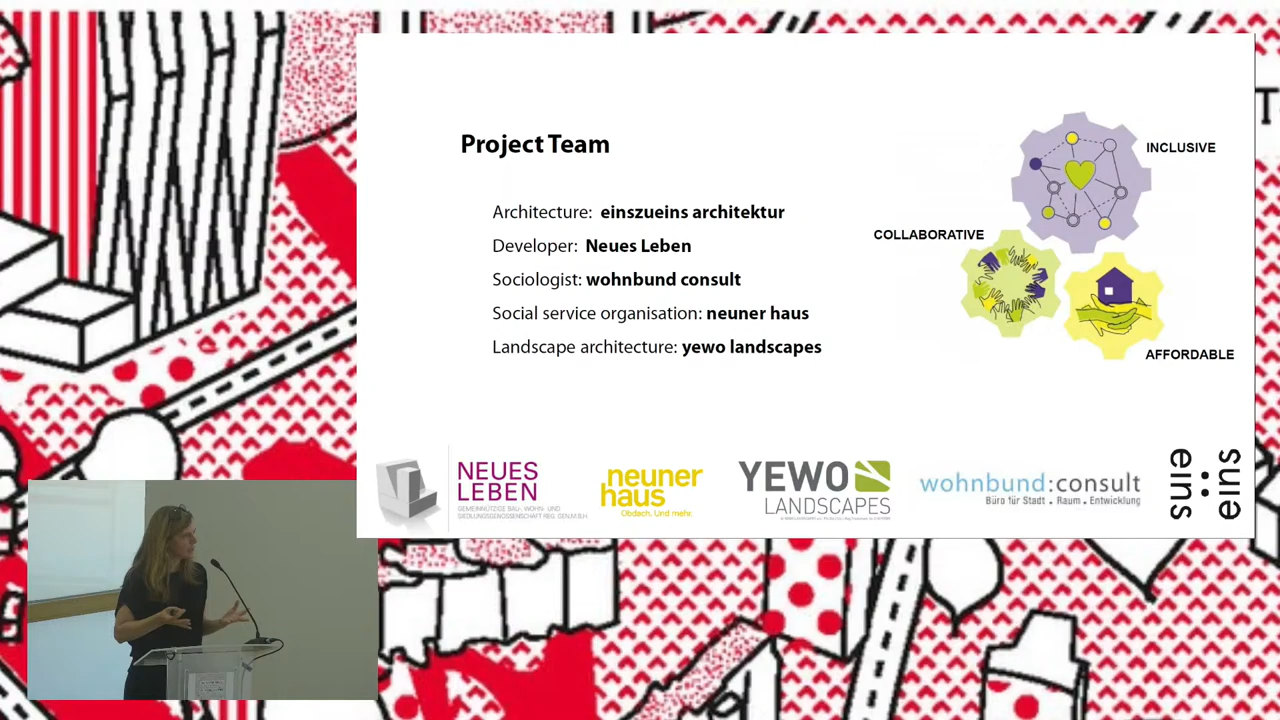 Project Team
Architecture: einszueins architektur
Developer: Neues Leben
Sociologist: wohnbund consult
Social service organisation: neuner haus
Landscape architecture: yewo landscapes
INCLUSIVE
COLLABORATIVE
AFFORDABLE
NEUES
LEBEN
GEMEINNÜTZIGE BAU-, WOHN- UND
SIEDLUNGSGENOSSENSCHAFT REG. GEN.M.B.H.
neuner
haus
Obdach. Und mehr.
YEWO
LANDSCAPES
wohnbund:consult
Büro für Stadt . Raum . Entwicklung
eins
:
eins